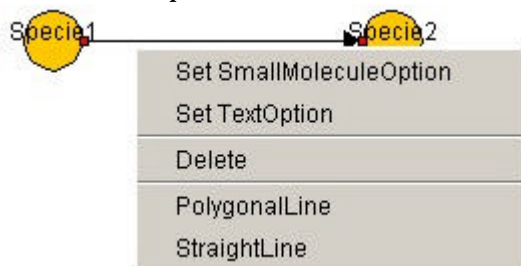 Specie1 Specie2
Set SmallMoleculeOption
Set TextOption
Delete
PolygonalLine
StraightLine